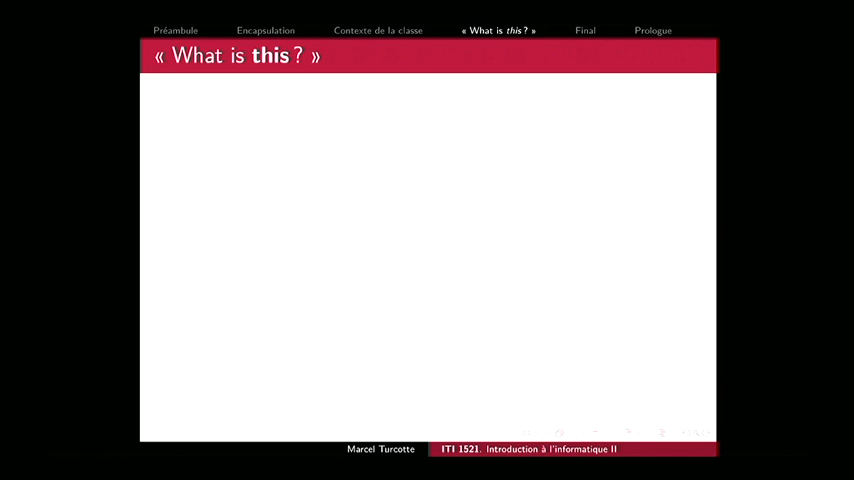 Préambule Encapsulation Contexte de la classe « What is this ? » Final Prologue
« What is this ? »
Marcel Turcotte ITI 1521. Introduction à l'informatique II